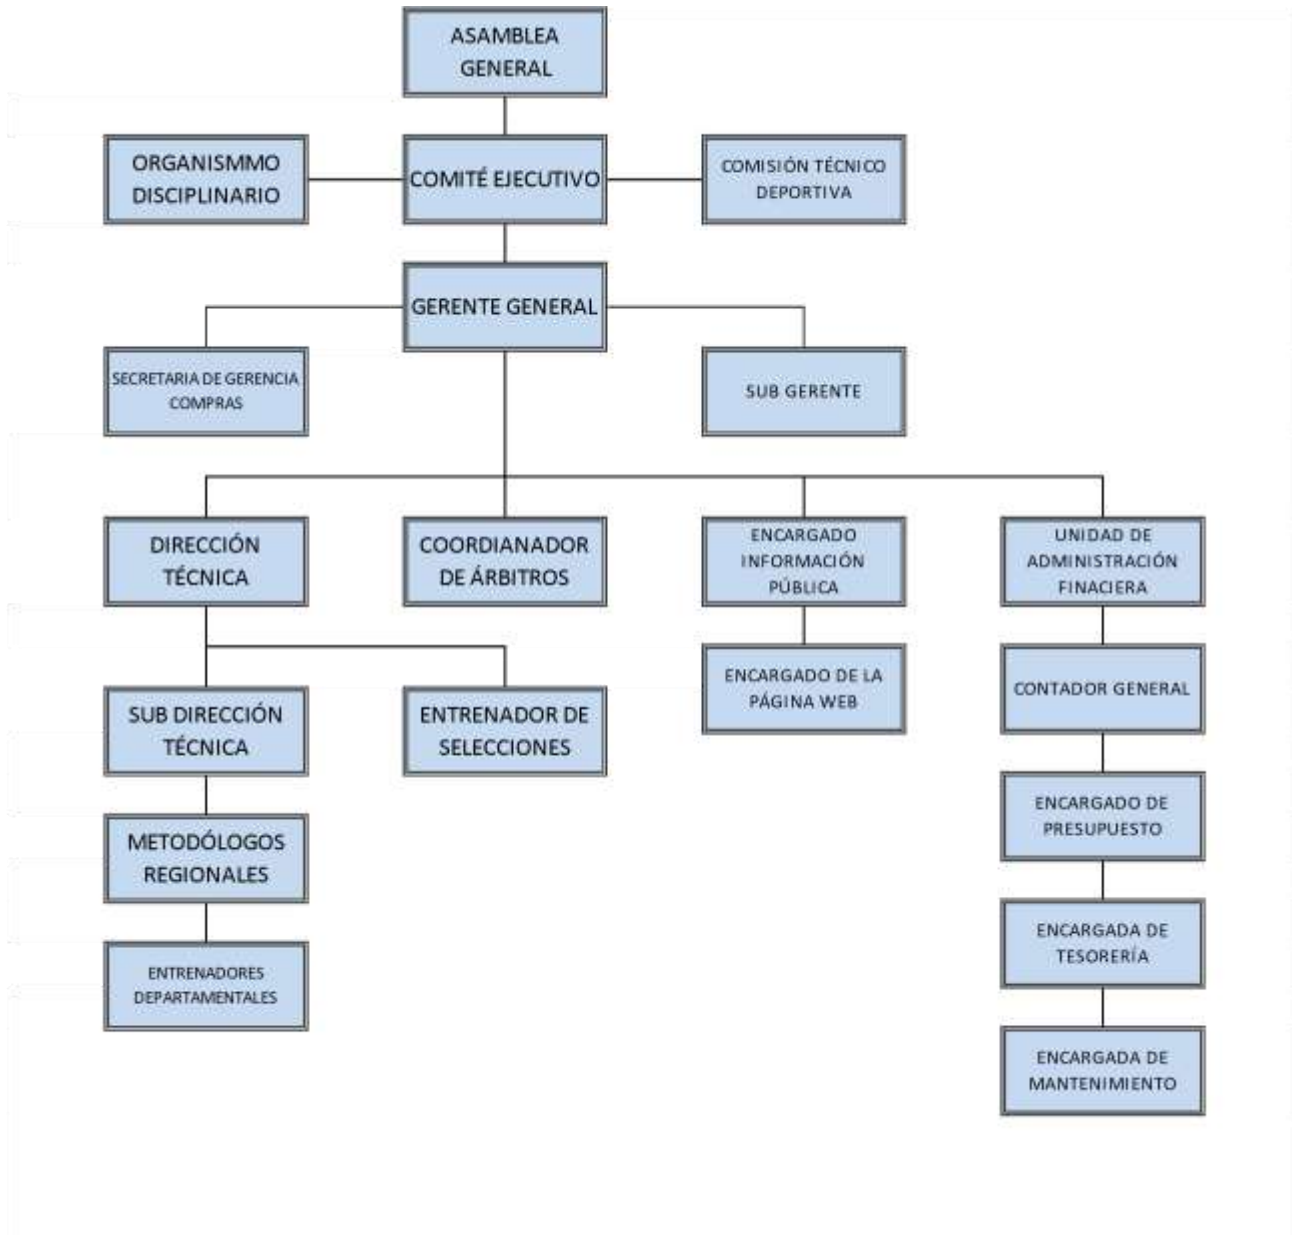 ASAMBLEA
GENERAL
ORGANISMMO
DISCIPLINARIO
COMITÉ EJECUTIVO
COMISIÓN TÉCNICO
DEPORTIVA
GERENTE GENERAL
SECRETARIA DE GERENCIA
COMPRAS
SUB GERENTE
DIRECCIÓN
TÉCNICA
COORDIANADOR
DE ÁRBITROS
ENCARGADO
INFORMACIÓN
PÚBLICA
UNIDAD DE
ADMINISTRACIÓN
FINACIERA
ENCARGADO DE LA
PÁGINA WEB
CONTADOR GENERAL
SUB DIRECCIÓN
TÉCNICA
ENTRENADOR DE
SELECCIONES
ENCARGADO DE
PRESUPUESTO
METODÓLOGOS
REGIONALES
ENCARGADA DE
TESORERÍA
ENTRENADORES
DEPARTAMENTALES
ENCARGADA DE
MANTENIMIENTO